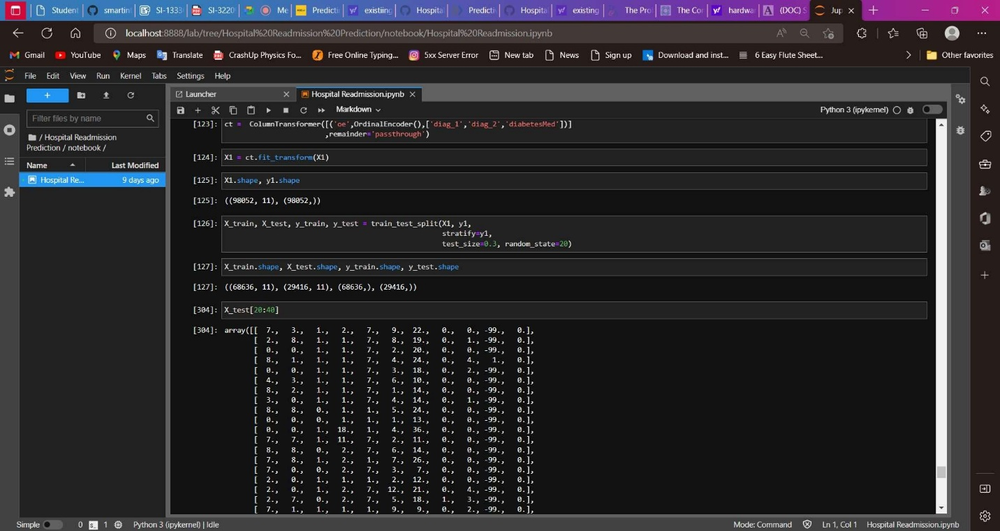 Student
smartin
SI-1333
SI-3220
Me
Predicti
existiing
Hospita
Predicti
Hospita
existing
The Pro
The Cor
hardwa
(DOC) S
Jup
localhost:8888/lab/tree/Hospital%20Readmission%20Prediction/notebook/Hospital%20Readmission.ipynb
Gmail
YouTube
Maps
Translate
CrashUp Physics Fo...
Free Online Typing...
5xx Server Error
New tab
News
Sign up
Download and inst...
6 Easy Flute Sheet...
Other favorites
File Edit View Run Kernel Tabs Settings Help
Launcher
Hospital Readmission.ipynb
Filter files by name
Markdown
Python 3 (ipykernel)
/ Hospital Readmission
Prediction / notebook /
Name
Last Modified
Hospital Re...
9 days ago
[123]: ct = ColumnTransformer([('oe',OrdinalEncoder(),['diag_1','diag_2','diabetesMed'])]
,remainder='passthrough')
[124]: X1 = ct.fit_transform(X1)
[125]: X1.shape, y1.shape
[125]: ((98052, 11), (98052,))
[126]: X_train, X_test, y_train, y_test = train_test_split(X1, y1,
stratify=y1,
test_size=0.3, random_state=20)
[127]: X_train.shape, X_test.shape, y_train.shape, y_test.shape
[127]: ((68636, 11), (29416, 11), (68636,), (29416,))
[304]: X_test[20:40]
[304]: array([[ 7., 3., 1., 2., 7., 9., 22., 0., 0., -99., 0.],
[ 2., 8., 1., 1., 7., 8., 19., 0., 1., -99., 0.],
[ 0., 0., 1., 1., 7., 2., 20., 0., 0., -99., 0.],
[ 8., 1., 1., 1., 7., 4., 24., 0., 4., 1., 0.],
[ 0., 0., 1., 1., 7., 3., 18., 0., 2., -99., 0.],
[ 4., 3., 1., 1., 7., 6., 10., 0., 0., -99., 0.],
[ 8., 2., 1., 1., 7., 1., 14., 0., 0., -99., 0.],
[ 3., 0., 1., 1., 7., 4., 14., 0., 1., -99., 0.],
[ 8., 8., 0., 1., 1., 5., 24., 0., 0., -99., 0.],
[ 0., 0., 0., 1., 1., 1., 13., 0., 0., -99., 0.],
[ 0., 0., 1., 18., 1., 4., 36., 0., 0., -99., 0.],
[ 7., 7., 1., 11., 7., 2., 11., 0., 0., -99., 0.],
[ 8., 8., 0., 2., 7., 6., 14., 0., 0., -99., 0.],
[ 7., 8., 1., 2., 1., 7., 26., 0., 0., -99., 0.],
[ 7., 0., 0., 2., 7., 3., 7., 0., 0., -99., 0.],
[ 2., 0., 1., 1., 1., 2., 12., 0., 0., -99., 0.],
[ 2., 0., 1., 2., 7., 12., 21., 0., 4., -99., 0.],
[ 2., 7., 0., 2., 7., 5., 18., 1., 3., -99., 0.],
[ 7., 1., 1., 1., 1., 9., 9., 0., 2., -99., 0.],
Simple
0
1
Python 3 (ipykernel) | Idle
Mode: Command
Ln 1, Col 1
Hospital Readmission.ipynb